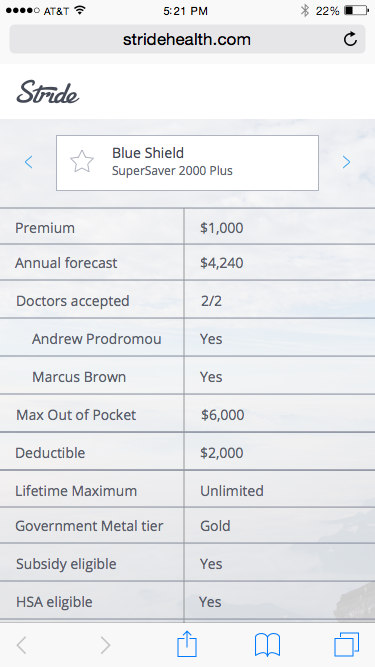 AT&T 5:21 PM 22%
stridehealth.com
Stride
Blue Shield
SuperSaver 2000 Plus
Premium $1,000
Annual forecast $4,240
Doctors accepted 2/2
Andrew Prodromou Yes
Marcus Brown Yes
Max Out of Pocket $6,000
Deductible $2,000
Lifetime Maximum Unlimited
Government Metal tier Gold
Subsidy eligible Yes
HSA eligible Yes